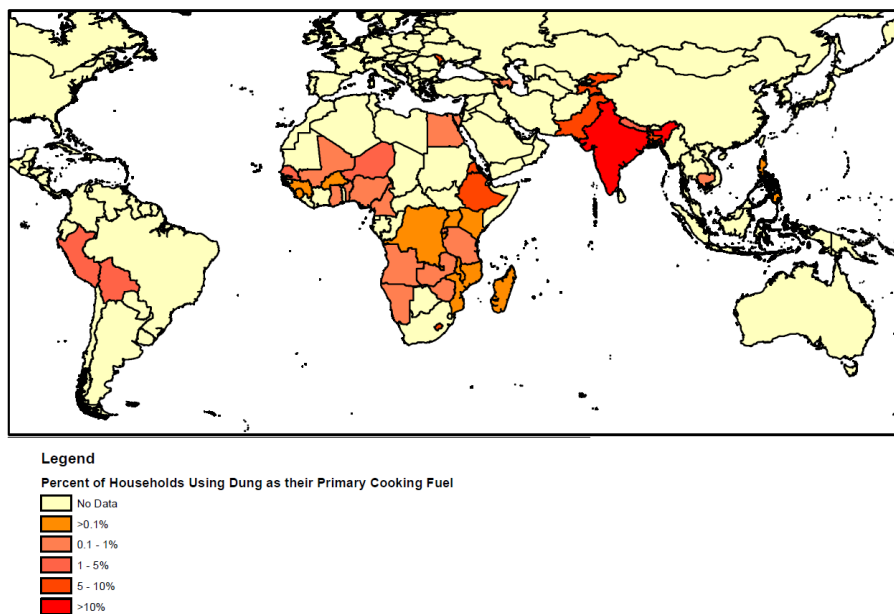 Legend
Percent of Households Using Dung as their Primary Cooking Fuel
No Data
>0.1%
0.1 - 1%
1 - 5%
5 - 10%
>10%